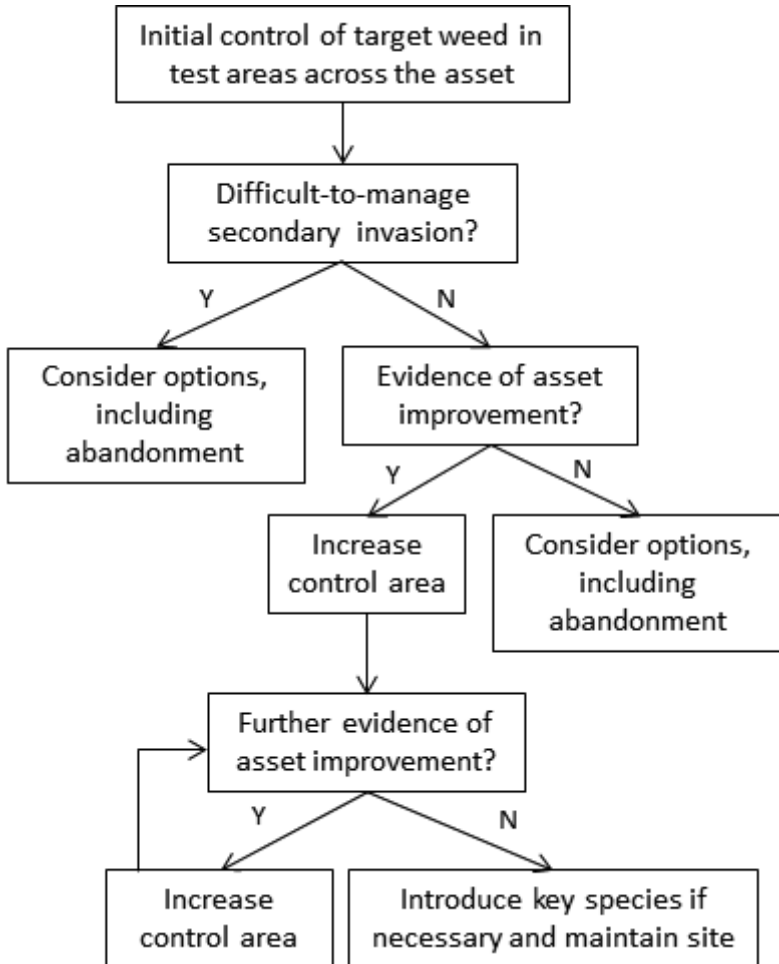 Initial control of target weed in
test areas across the asset
Difficult-to-manage
secondary invasion?
Y
N
Consider options,
including
abandonment
Evidence of asset
improvement?
Y
N
Increase
control area
Consider options,
including
abandonment
Further evidence of
asset improvement?
Y
N
Increase
control area
Introduce key species if
necessary and maintain site